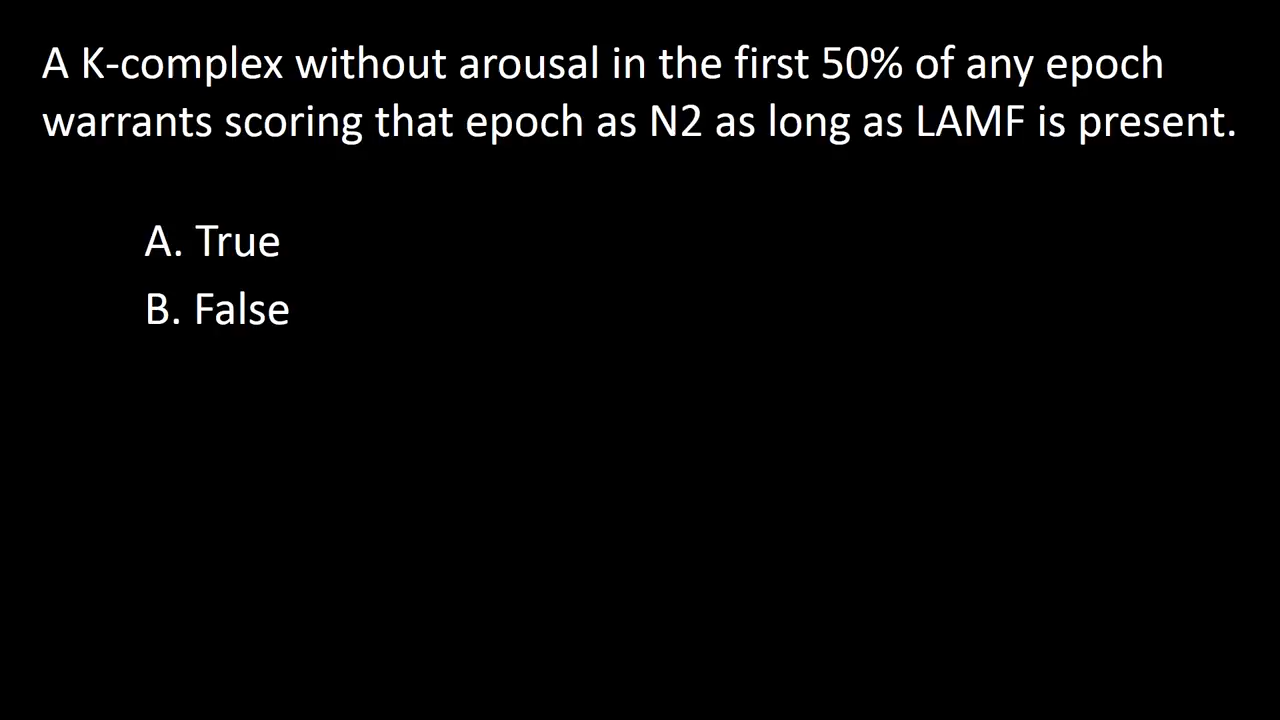 A K-complex without arousal in the first 50% of any epoch
warrants scoring that epoch as N2 as long as LAMF is present.
A. True
B. False